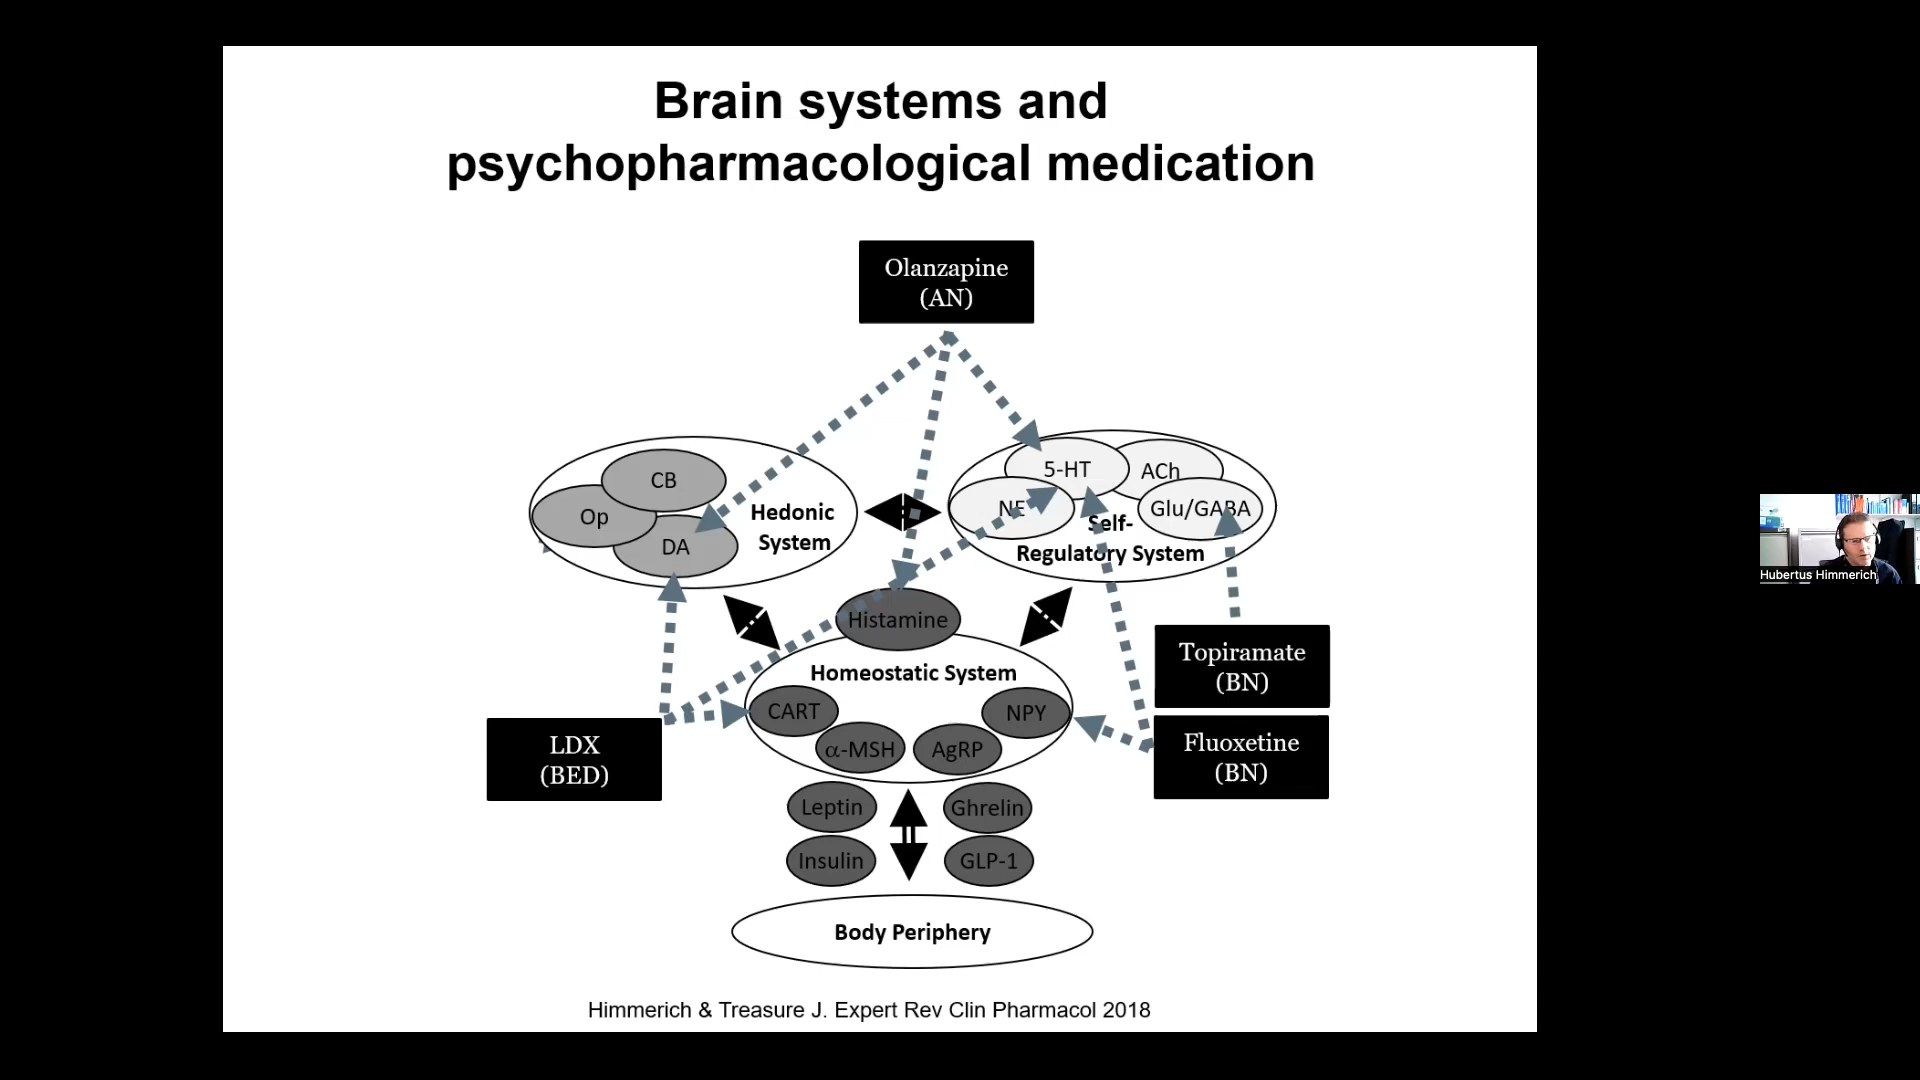 Brain systems and
psychopharmacological medication
Olanzapine
(AN)
CB
Op
DA
Hedonic
System
5-HT
ACh
NE
Glu/GABA
Self-
Regulatory System
Histamine
Homeostatic System
CART
NPY
α-MSH
AgRP
LDX
(BED)
Topiramate
(BN)
Fluoxetine
(BN)
Leptin
Ghrelin
Insulin
GLP-1
Body Periphery
Himmerich & Treasure J. Expert Rev Clin Pharmacol 2018
Hubertus Himmerich